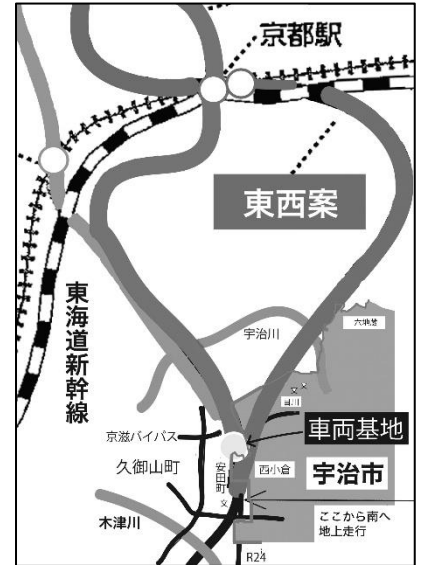 京都駅
東西案
東海道新幹線
宇治川
六地蔵
京滋バイパス
車両基地
久御山町
安田町
西小倉
宇治市
文
木津川
ここから南へ
地上走行
R24